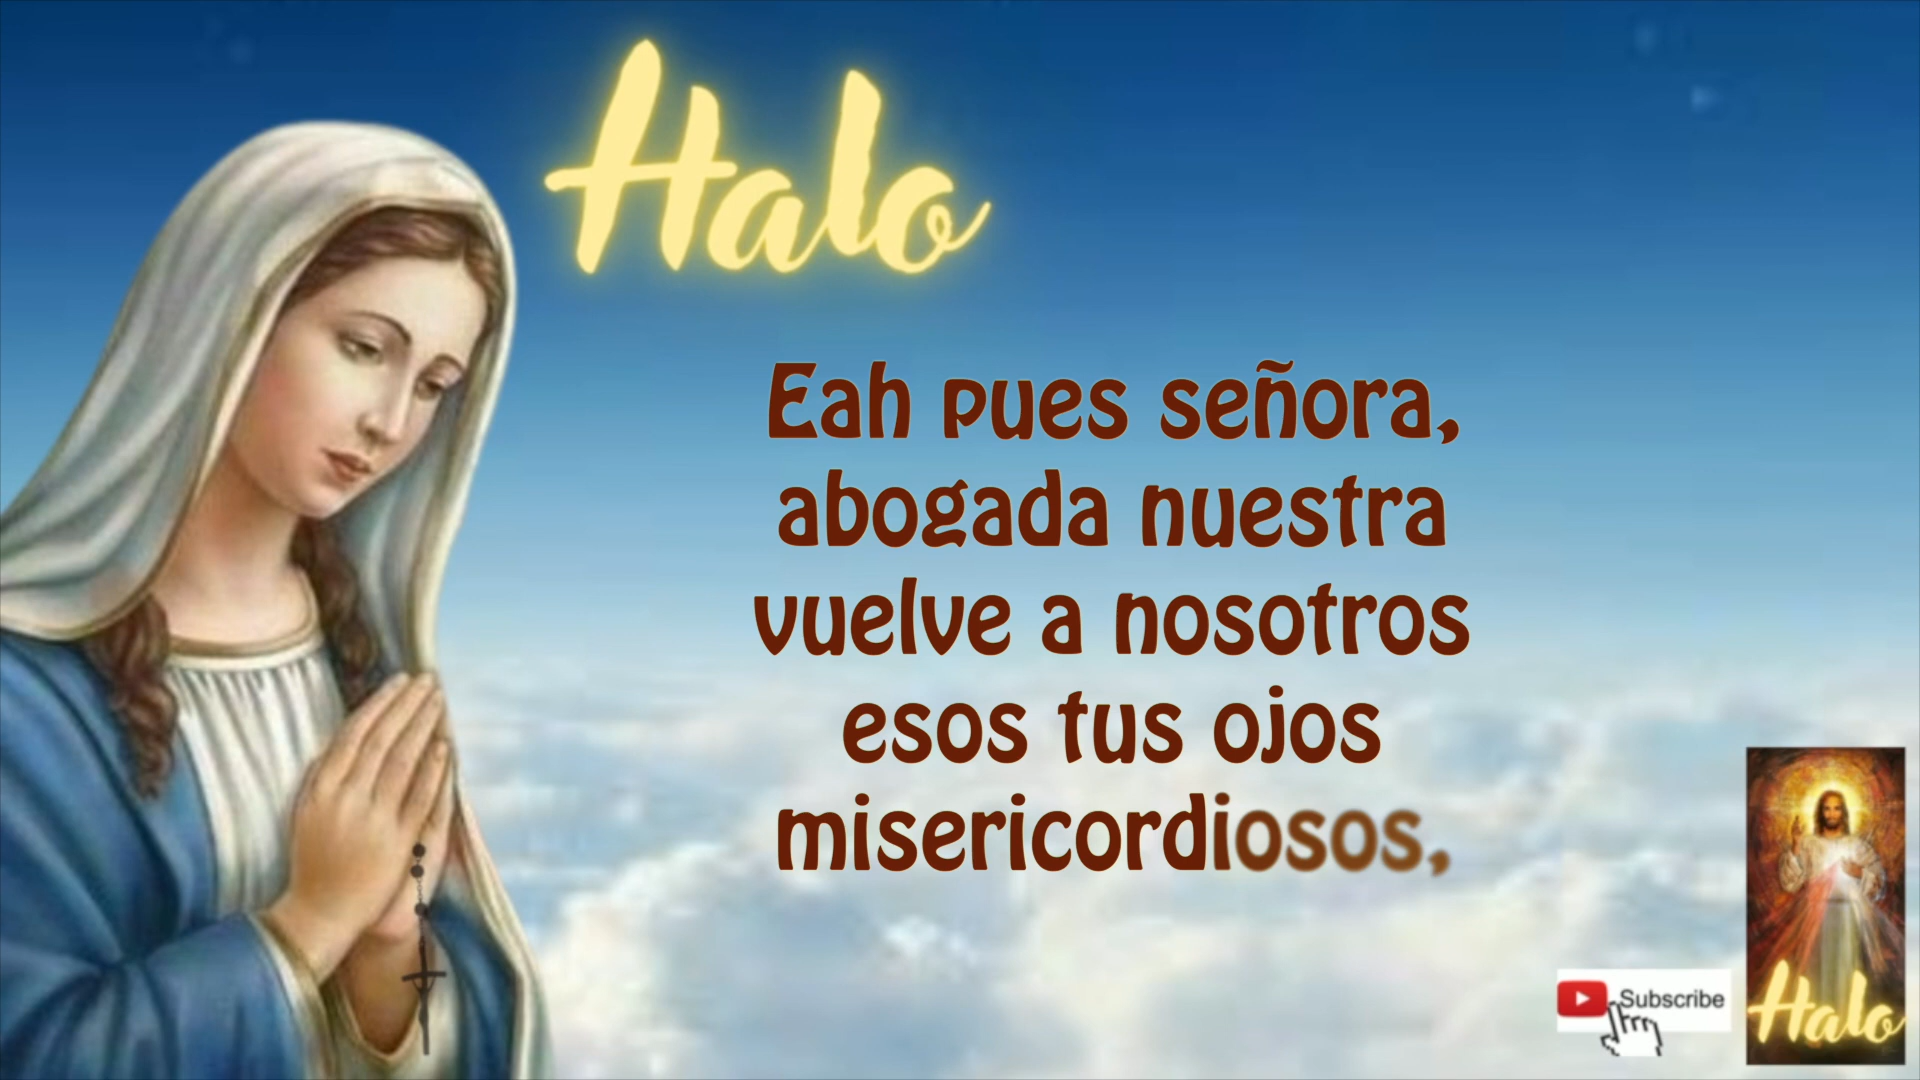 Halo
Eah pues señora,
abogada nuestra
vuelve a nosotros
esos tus ojos
misericordiosos,
Subscribe
Halo